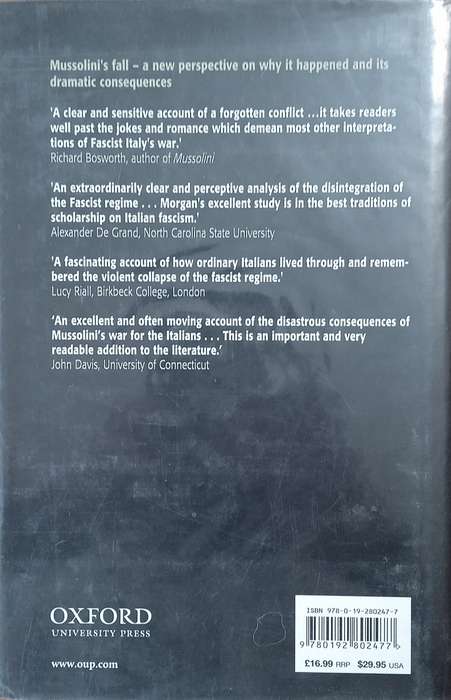 Mussolini's fall – a new perspective on why it happened and its
dramatic consequences
'A clear and sensitive account of a forgotten conflict ...it takes readers
well past the jokes and romance which demean most other interpreta-
tions of Fascist Italy's war.'
Richard Bosworth, author of Mussolini
'An extraordinarily clear and perceptive analysis of the disintegration of
the Fascist regime . . . Morgan's excellent study is in the best traditions of
scholarship on Italian fascism.'
Alexander De Grand, North Carolina State University
'A fascinating account of how ordinary Italians lived through and remem-
bered the violent collapse of the fascist regime.'
Lucy Riall, Birkbeck College, London
'An excellent and often moving account of the disastrous consequences of
Mussolini's war for the Italians . . . This is an important and very
readable addition to the literature.'
John Davis, University of Connecticut
OXFORD
UNIVERSITY PRESS
www.oup.com
ISBN 978-0-19-280247-7
9 780192 802477
£16.99 RRP $29.95 USA